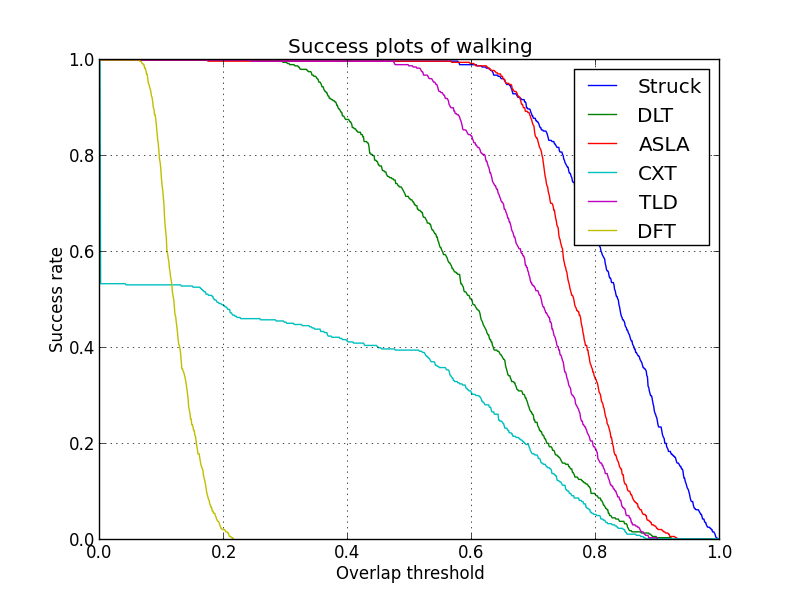 Success plots of walking
Success rate
1.0
0.8
0.6
0.4
0.2
0.0
Struck
DLT
ASLA
CXT
TLD
DFT
0.0 0.2 0.4 0.6 0.8 1.0
Overlap threshold